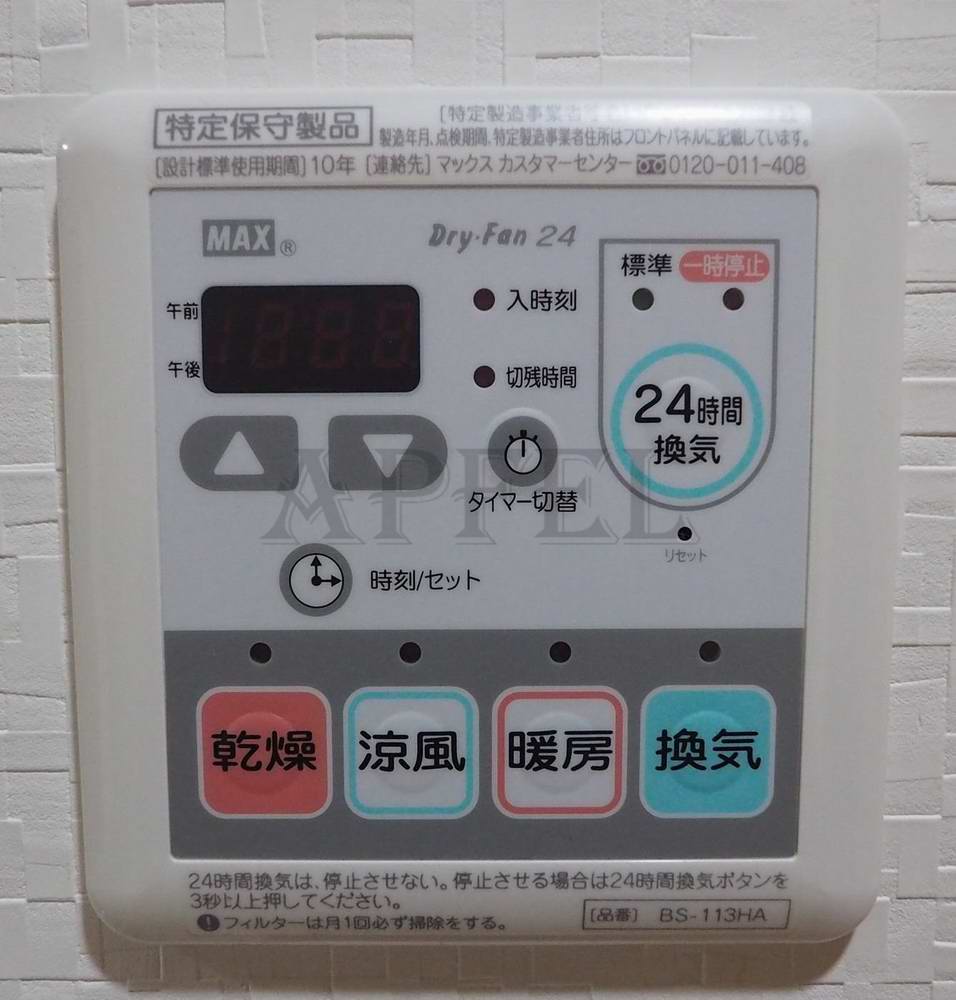 特定保守製品
[特定製造事業者等
製造年月、点検期間、特定製造事業者住所はフロントパネルに記載しています。
[設計標準使用期間] 10年 [連絡先] マックス カスタマーセンター 0120-011-408
MAX ®
Dry・Fan 24
標準 一時停止
午前
入時刻
午後
切残時間
24時間
換気
タイマー切替
リセット
時刻/セット
APPEL
乾燥 涼風 暖房 換気
24時間換気は、停止させない。停止させる場合は24時間換気ボタンを
3秒以上押してください。
フィルターは月1回必ず掃除をする。
[品番] BS-113HA